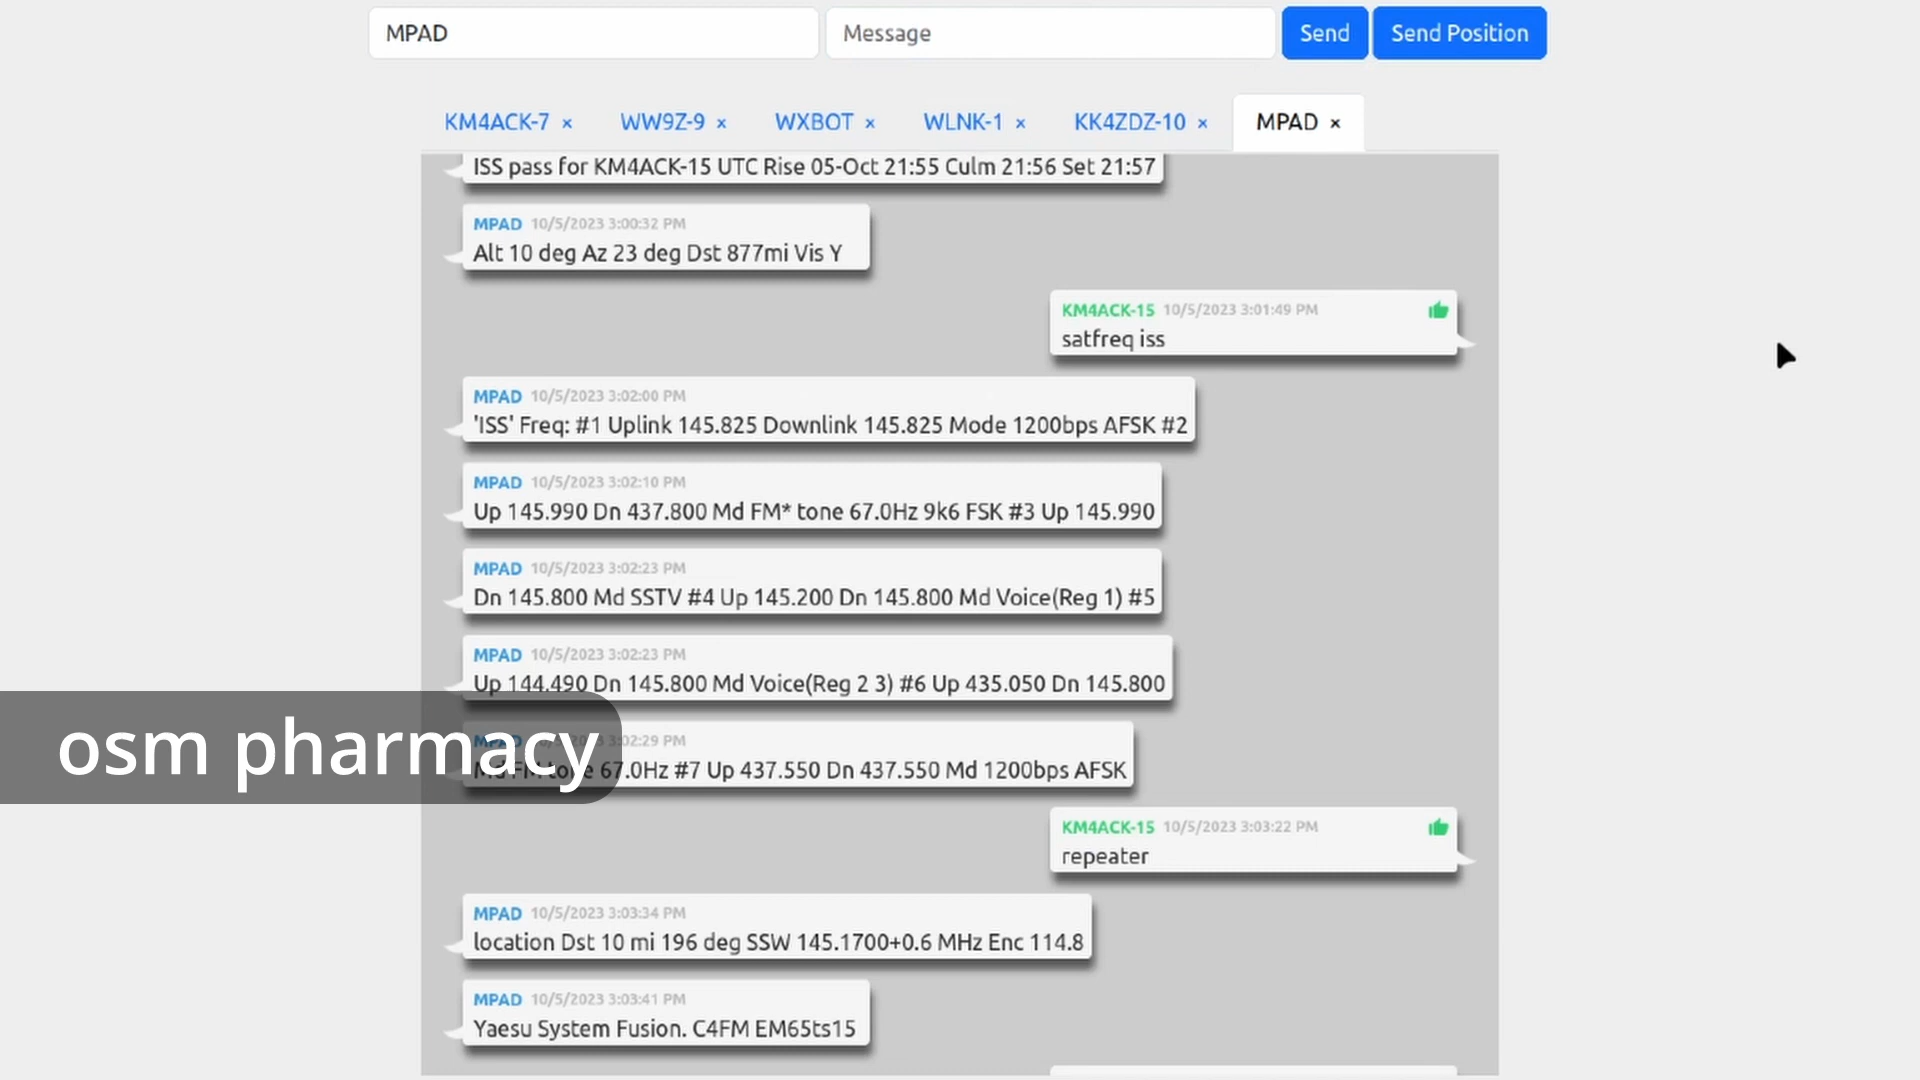 MPAD
Message
Send
Send Position
KM4ACK-7 ×
WW9Z-9 ×
WXBOT ×
WLNK-1 ×
KK4ZDZ-10 ×
MPAD ×
ISS pass for KM4ACK-15 UTC Rise 05-Oct 21:55 Culm 21:56 Set 21:57
MPAD 10/5/2023 3:00:32 PM
Alt 10 deg Az 23 deg Dst 877mi Vis Y
KM4ACK-15 10/5/2023 3:01:49 PM
satfreq iss
MPAD 10/5/2023 3:02:00 PM
'ISS' Freq: #1 Uplink 145.825 Downlink 145.825 Mode 1200bps AFSK #2
MPAD 10/5/2023 3:02:10 PM
Up 145.990 Dn 437.800 Md FM* tone 67.0Hz 9k6 FSK #3 Up 145.990
MPAD 10/5/2023 3:02:23 PM
Dn 145.800 Md SSTV #4 Up 145.200 Dn 145.800 Md Voice(Reg 1) #5
MPAD 10/5/2023 3:02:23 PM
Up 144.490 Dn 145.800 Md Voice(Reg 2 3) #6 Up 435.050 Dn 145.800
osm pharmacy
MPAD 10/5/2023 3:02:29 PM
Md FM tone 67.0Hz #7 Up 437.550 Dn 437.550 Md 1200bps AFSK
KM4ACK-15 10/5/2023 3:03:22 PM
repeater
MPAD 10/5/2023 3:03:34 PM
location Dst 10 mi 196 deg SSW 145.1700+0.6 MHz Enc 114.8
MPAD 10/5/2023 3:03:41 PM
Yaesu System Fusion. C4FM EM65ts15